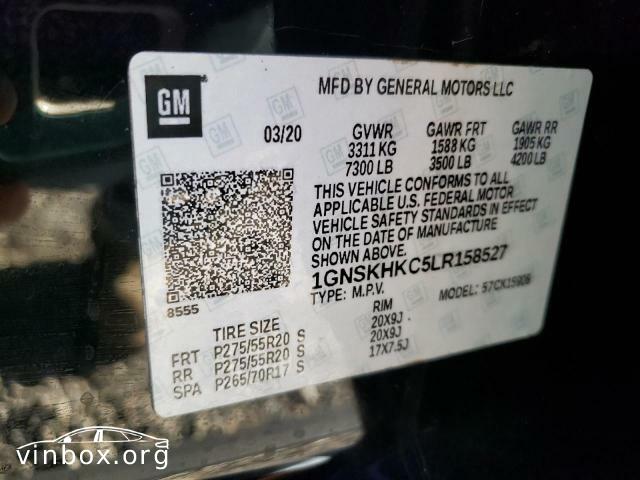 GM
MFD BY GENERAL MOTORS LLC
03/20 GVWR GAWR FRT GAWR RR
3311 KG 1588 KG 1905 KG
7300 LB 3500 LB 4200 LB
THIS VEHICLE CONFORMS TO ALL
APPLICABLE U.S. FEDERAL MOTOR
VEHICLE SAFETY STANDARDS IN EFFECT
ON THE DATE OF MANUFACTURE
SHOWN ABOVE.
1GNSKHKC5LR158527
TYPE: M.P.V. MODEL: 57CK15906
8555
TIRE SIZE RIM
FRT P275/55R20 S 20X9J
RR P275/55R20 S 20X9J
SPA P265/70R17 S 17X7.5J
vinbox.org